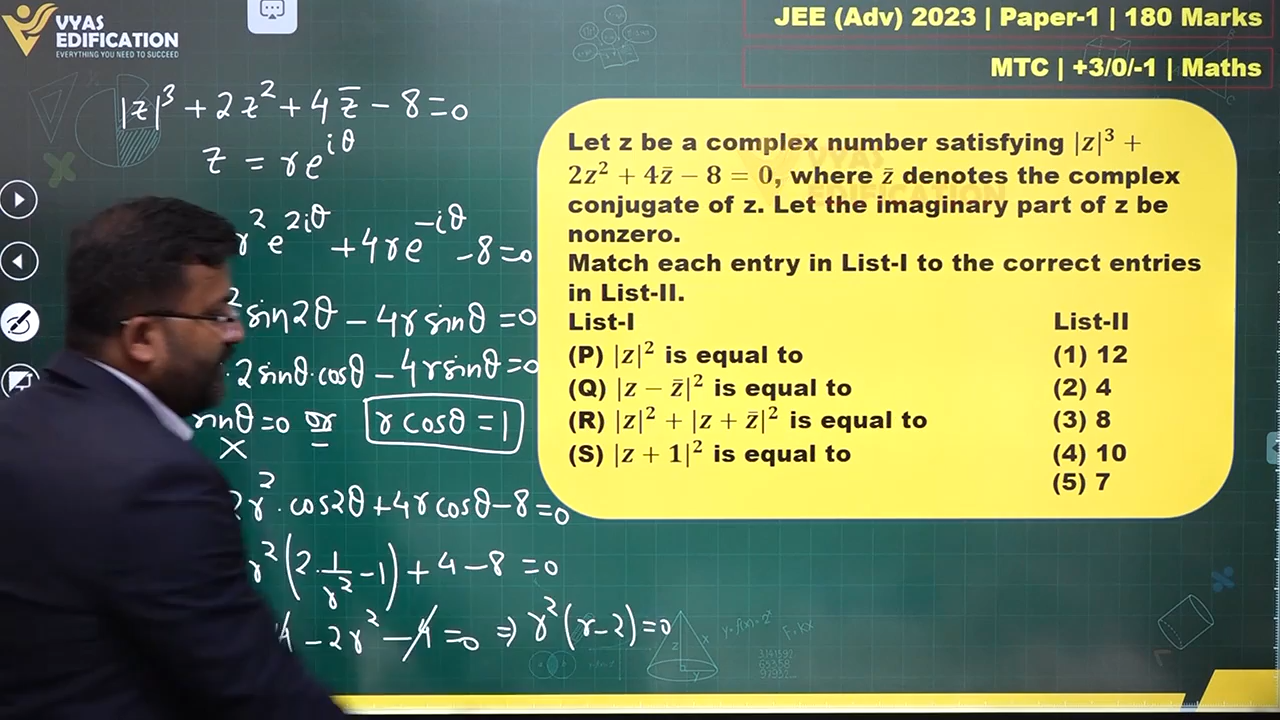 VYAS
EDIFICATION
EVERYTHING YOU NEED TO SUCCEED
JEE (Adv) 2023 | Paper-1 | 180 Marks
MTC | +3/0/-1 | Maths
|z|³ + 2z² + 4z̄ − 8 = 0
z = re^{iθ}
r² e^{2iθ} + 4re^{−iθ} − 8 = 0
² sin2θ − 4r sinθ = 0
· 2 sinθ · cosθ − 4r sinθ = 0
sinθ = 0 or r cosθ = 1
×
2r² · cos2θ + 4r cosθ − 8 = 0
r² (2 · 1/r² − 1) + 4 − 8 = 0
4 − 2r² − 4 = 0 ⇒ r² (r − 2) = 0
Let z be a complex number satisfying |z|³ +
2z² + 4z̄ − 8 = 0, where z̄ denotes the complex
conjugate of z. Let the imaginary part of z be
nonzero.
Match each entry in List-I to the correct entries
in List-II.
List-I List-II
(P) |z|² is equal to (1) 12
(Q) |z − z̄|² is equal to (2) 4
(R) |z|² + |z + z̄|² is equal to (3) 8
(S) |z + 1|² is equal to (4) 10
(5) 7